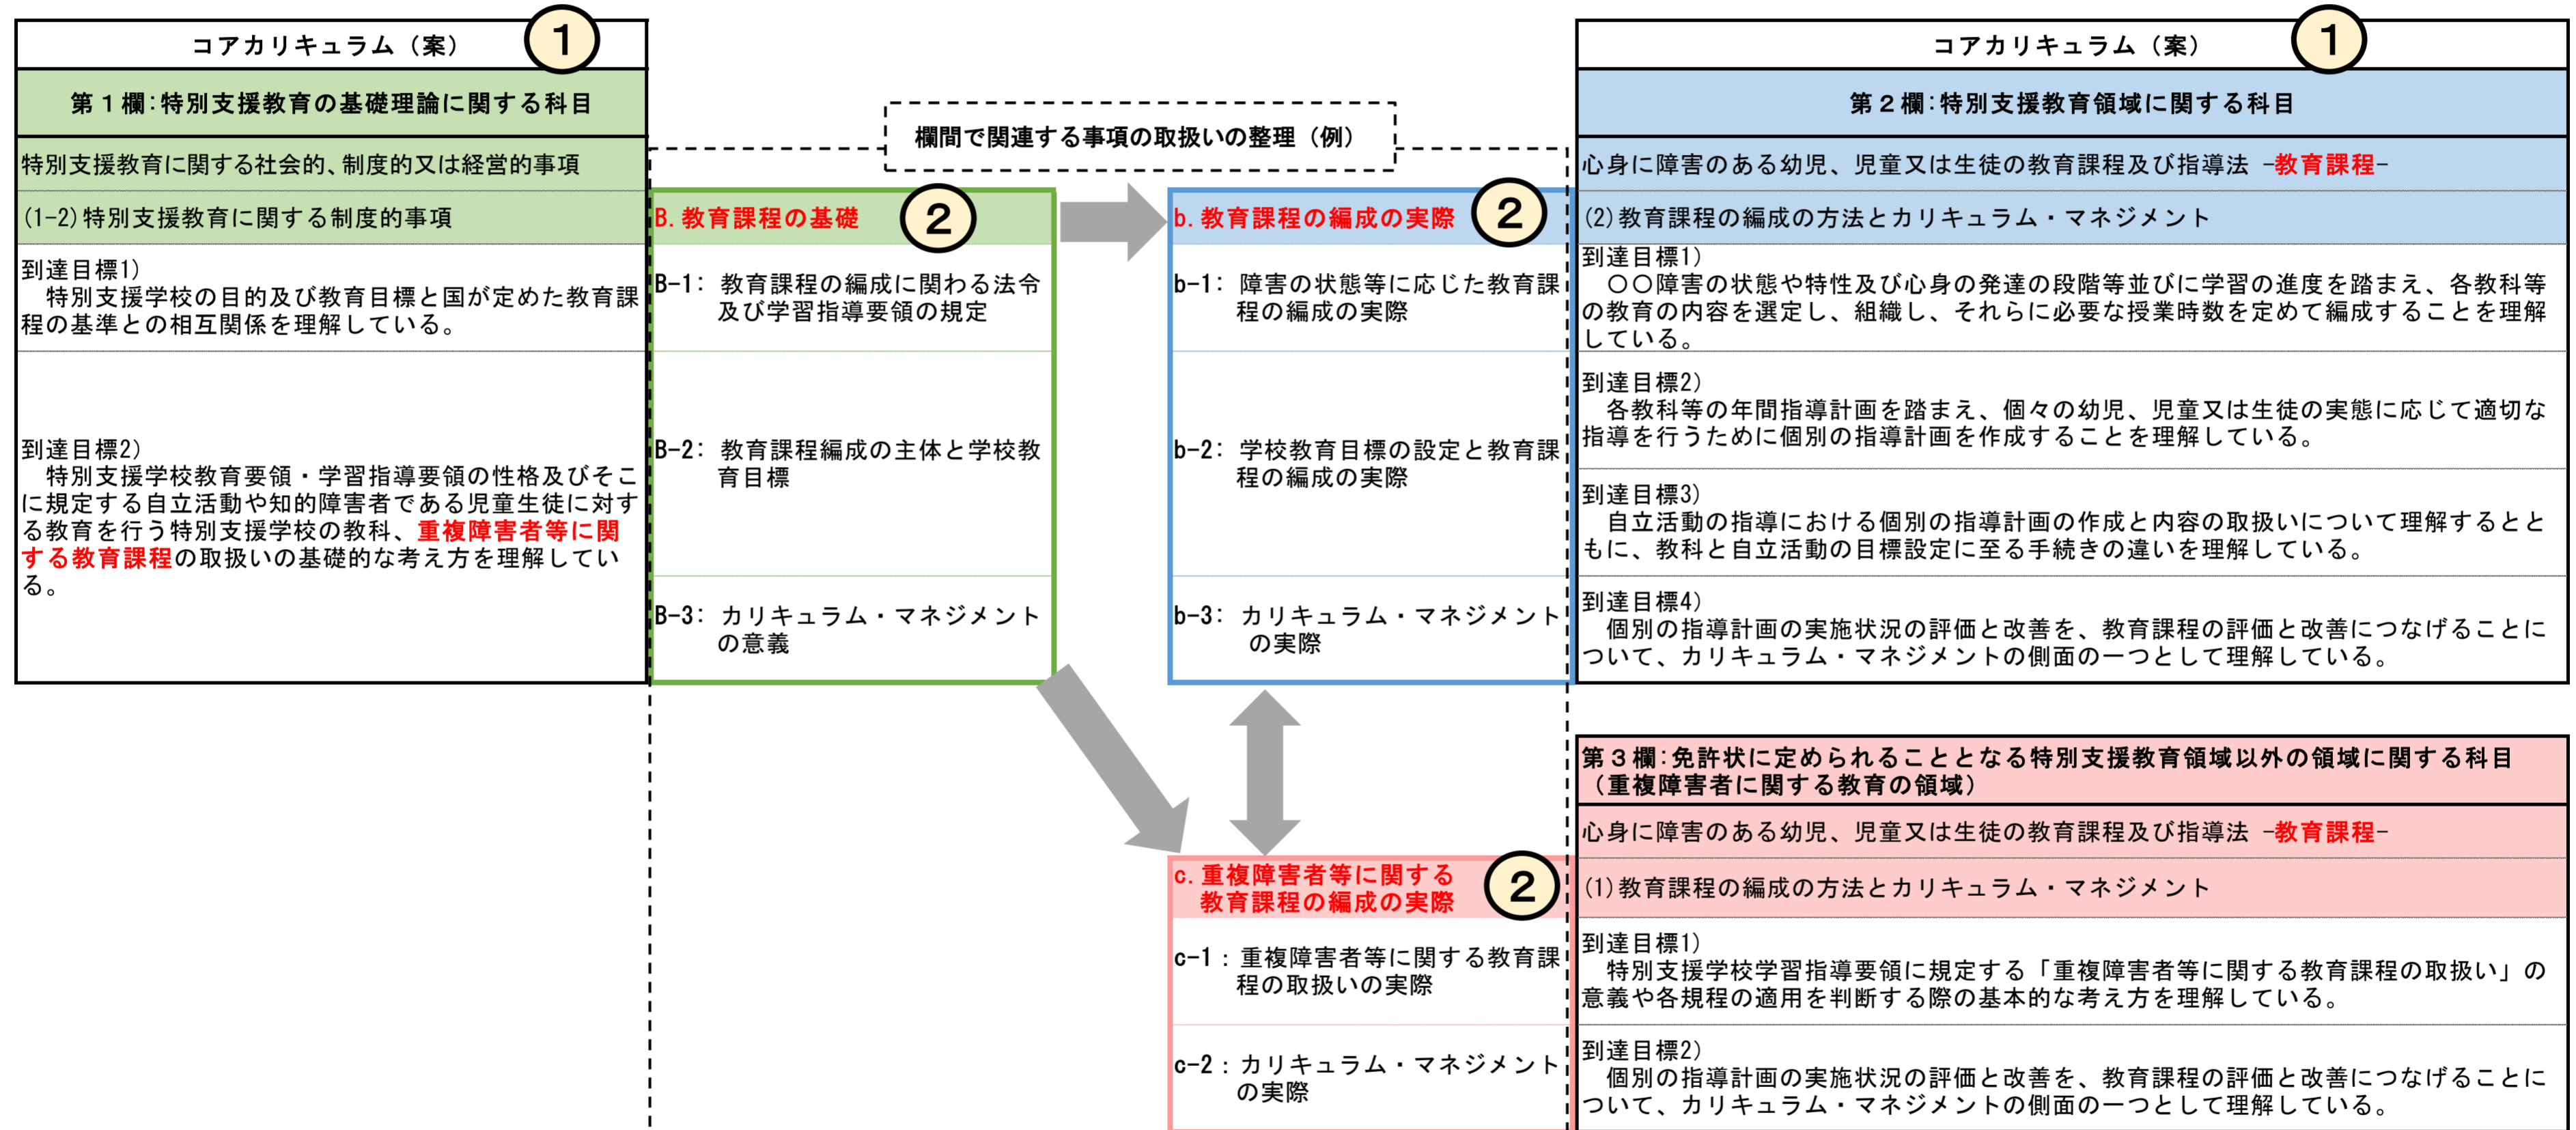 コアカリキュラム（案）
1
第１欄:特別支援教育の基礎理論に関する科目
特別支援教育に関する社会的、制度的又は経営的事項
(1-2)特別支援教育に関する制度的事項
到達目標1)
特別支援学校の目的及び教育目標と国が定めた教育課
程の基準との相互関係を理解している。
到達目標2)
特別支援学校教育要領・学習指導要領の性格及びそこ
に規定する自立活動や知的障害者である児童生徒に対す
る教育を行う特別支援学校の教科、重複障害者等に関
する教育課程の取扱いの基礎的な考え方を理解してい
る。
欄間で関連する事項の取扱いの整理（例）
B.教育課程の基礎
2
B-1: 教育課程の編成に関わる法令
及び学習指導要領の規定
B-2: 教育課程編成の主体と学校教
育目標
B-3: カリキュラム・マネジメント
の意義
b.教育課程の編成の実際
2
b-1: 障害の状態等に応じた教育課
程の編成の実際
b-2: 学校教育目標の設定と教育課
程の編成の実際
b-3: カリキュラム・マネジメント
の実際
コアカリキュラム（案）
1
第２欄:特別支援教育領域に関する科目
心身に障害のある幼児、児童又は生徒の教育課程及び指導法 -教育課程-
(2)教育課程の編成の方法とカリキュラム・マネジメント
到達目標1)
〇〇障害の状態や特性及び心身の発達の段階等並びに学習の進度を踏まえ、各教科等
の教育の内容を選定し、組織し、それらに必要な授業時数を定めて編成することを理解
している。
到達目標2)
各教科等の年間指導計画を踏まえ、個々の幼児、児童又は生徒の実態に応じて適切な
指導を行うために個別の指導計画を作成することを理解している。
到達目標3)
自立活動の指導における個別の指導計画の作成と内容の取扱いについて理解するとと
もに、教科と自立活動の目標設定に至る手続きの違いを理解している。
到達目標4)
個別の指導計画の実施状況の評価と改善を、教育課程の評価と改善につなげることに
ついて、カリキュラム・マネジメントの側面の一つとして理解している。
c.重複障害者等に関する
教育課程の編成の実際
2
c-1：重複障害者等に関する教育課
程の取扱いの実際
c-2：カリキュラム・マネジメント
の実際
第３欄:免許状に定められることとなる特別支援教育領域以外の領域に関する科目
（重複障害者に関する教育の領域）
心身に障害のある幼児、児童又は生徒の教育課程及び指導法 -教育課程-
(1)教育課程の編成の方法とカリキュラム・マネジメント
到達目標1)
特別支援学校学習指導要領に規定する「重複障害者等に関する教育課程の取扱い」の
意義や各規程の適用を判断する際の基本的な考え方を理解している。
到達目標2)
個別の指導計画の実施状況の評価と改善を、教育課程の評価と改善につなげることに
ついて、カリキュラム・マネジメントの側面の一つとして理解している。